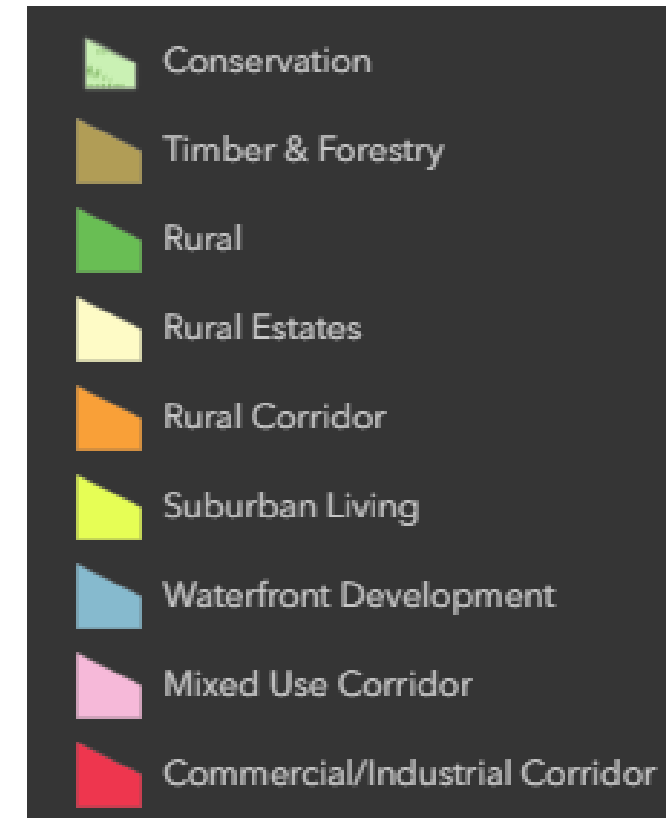 Conservation
Timber & Forestry
Rural
Rural Estates
Rural Corridor
Suburban Living
Waterfront Development
Mixed Use Corridor
Commercial/Industrial Corridor